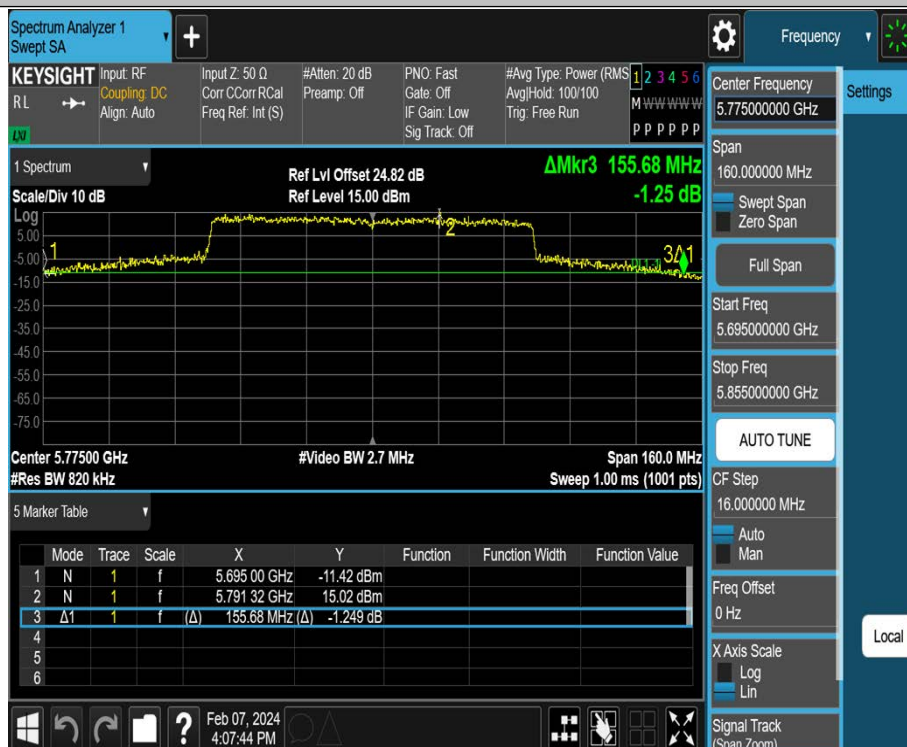 Spectrum Analyzer 1
Swept SA
Frequency
KEYSIGHT
RL
LXI
Input: RF
Coupling: DC
Align: Auto
Input Z: 50 Ω
Corr CCorr RCal
Freq Ref: Int (S)
#Atten: 20 dB
Preamp: Off
PNO: Fast
Gate: Off
IF Gain: Low
Sig Track: Off
#Avg Type: Power (RMS
Avg|Hold: 100/100
Trig: Free Run
1 2 3 4 5 6
M W W W W W
P P P P P P
1 Spectrum
Scale/Div 10 dB
Ref Lvl Offset 24.82 dB
Ref Level 15.00 dBm
ΔMkr3 155.68 MHz
-1.25 dB
Log
5.00
-5.00
-15.0
-25.0
-35.0
-45.0
-55.0
-65.0
-75.0
1
2
3Δ1
Center 5.77500 GHz
#Video BW 2.7 MHz
Span 160.0 MHz
#Res BW 820 kHz
Sweep 1.00 ms (1001 pts)
5 Marker Table
Mode Trace Scale X Y Function Function Width Function Value
1 N 1 f 5.695 00 GHz -11.42 dBm
2 N 1 f 5.791 32 GHz 15.02 dBm
3 Δ1 1 f (Δ) 155.68 MHz (Δ) -1.249 dB
4
5
6
Feb 07, 2024
4:07:44 PM
Center Frequency
5.775000000 GHz
Settings
Span
160.000000 MHz
Swept Span
Zero Span
Full Span
Start Freq
5.695000000 GHz
Stop Freq
5.855000000 GHz
AUTO TUNE
CF Step
16.000000 MHz
Auto
Man
Freq Offset
0 Hz
Local
X Axis Scale
Log
Lin
Signal Track
(Span Zoom)